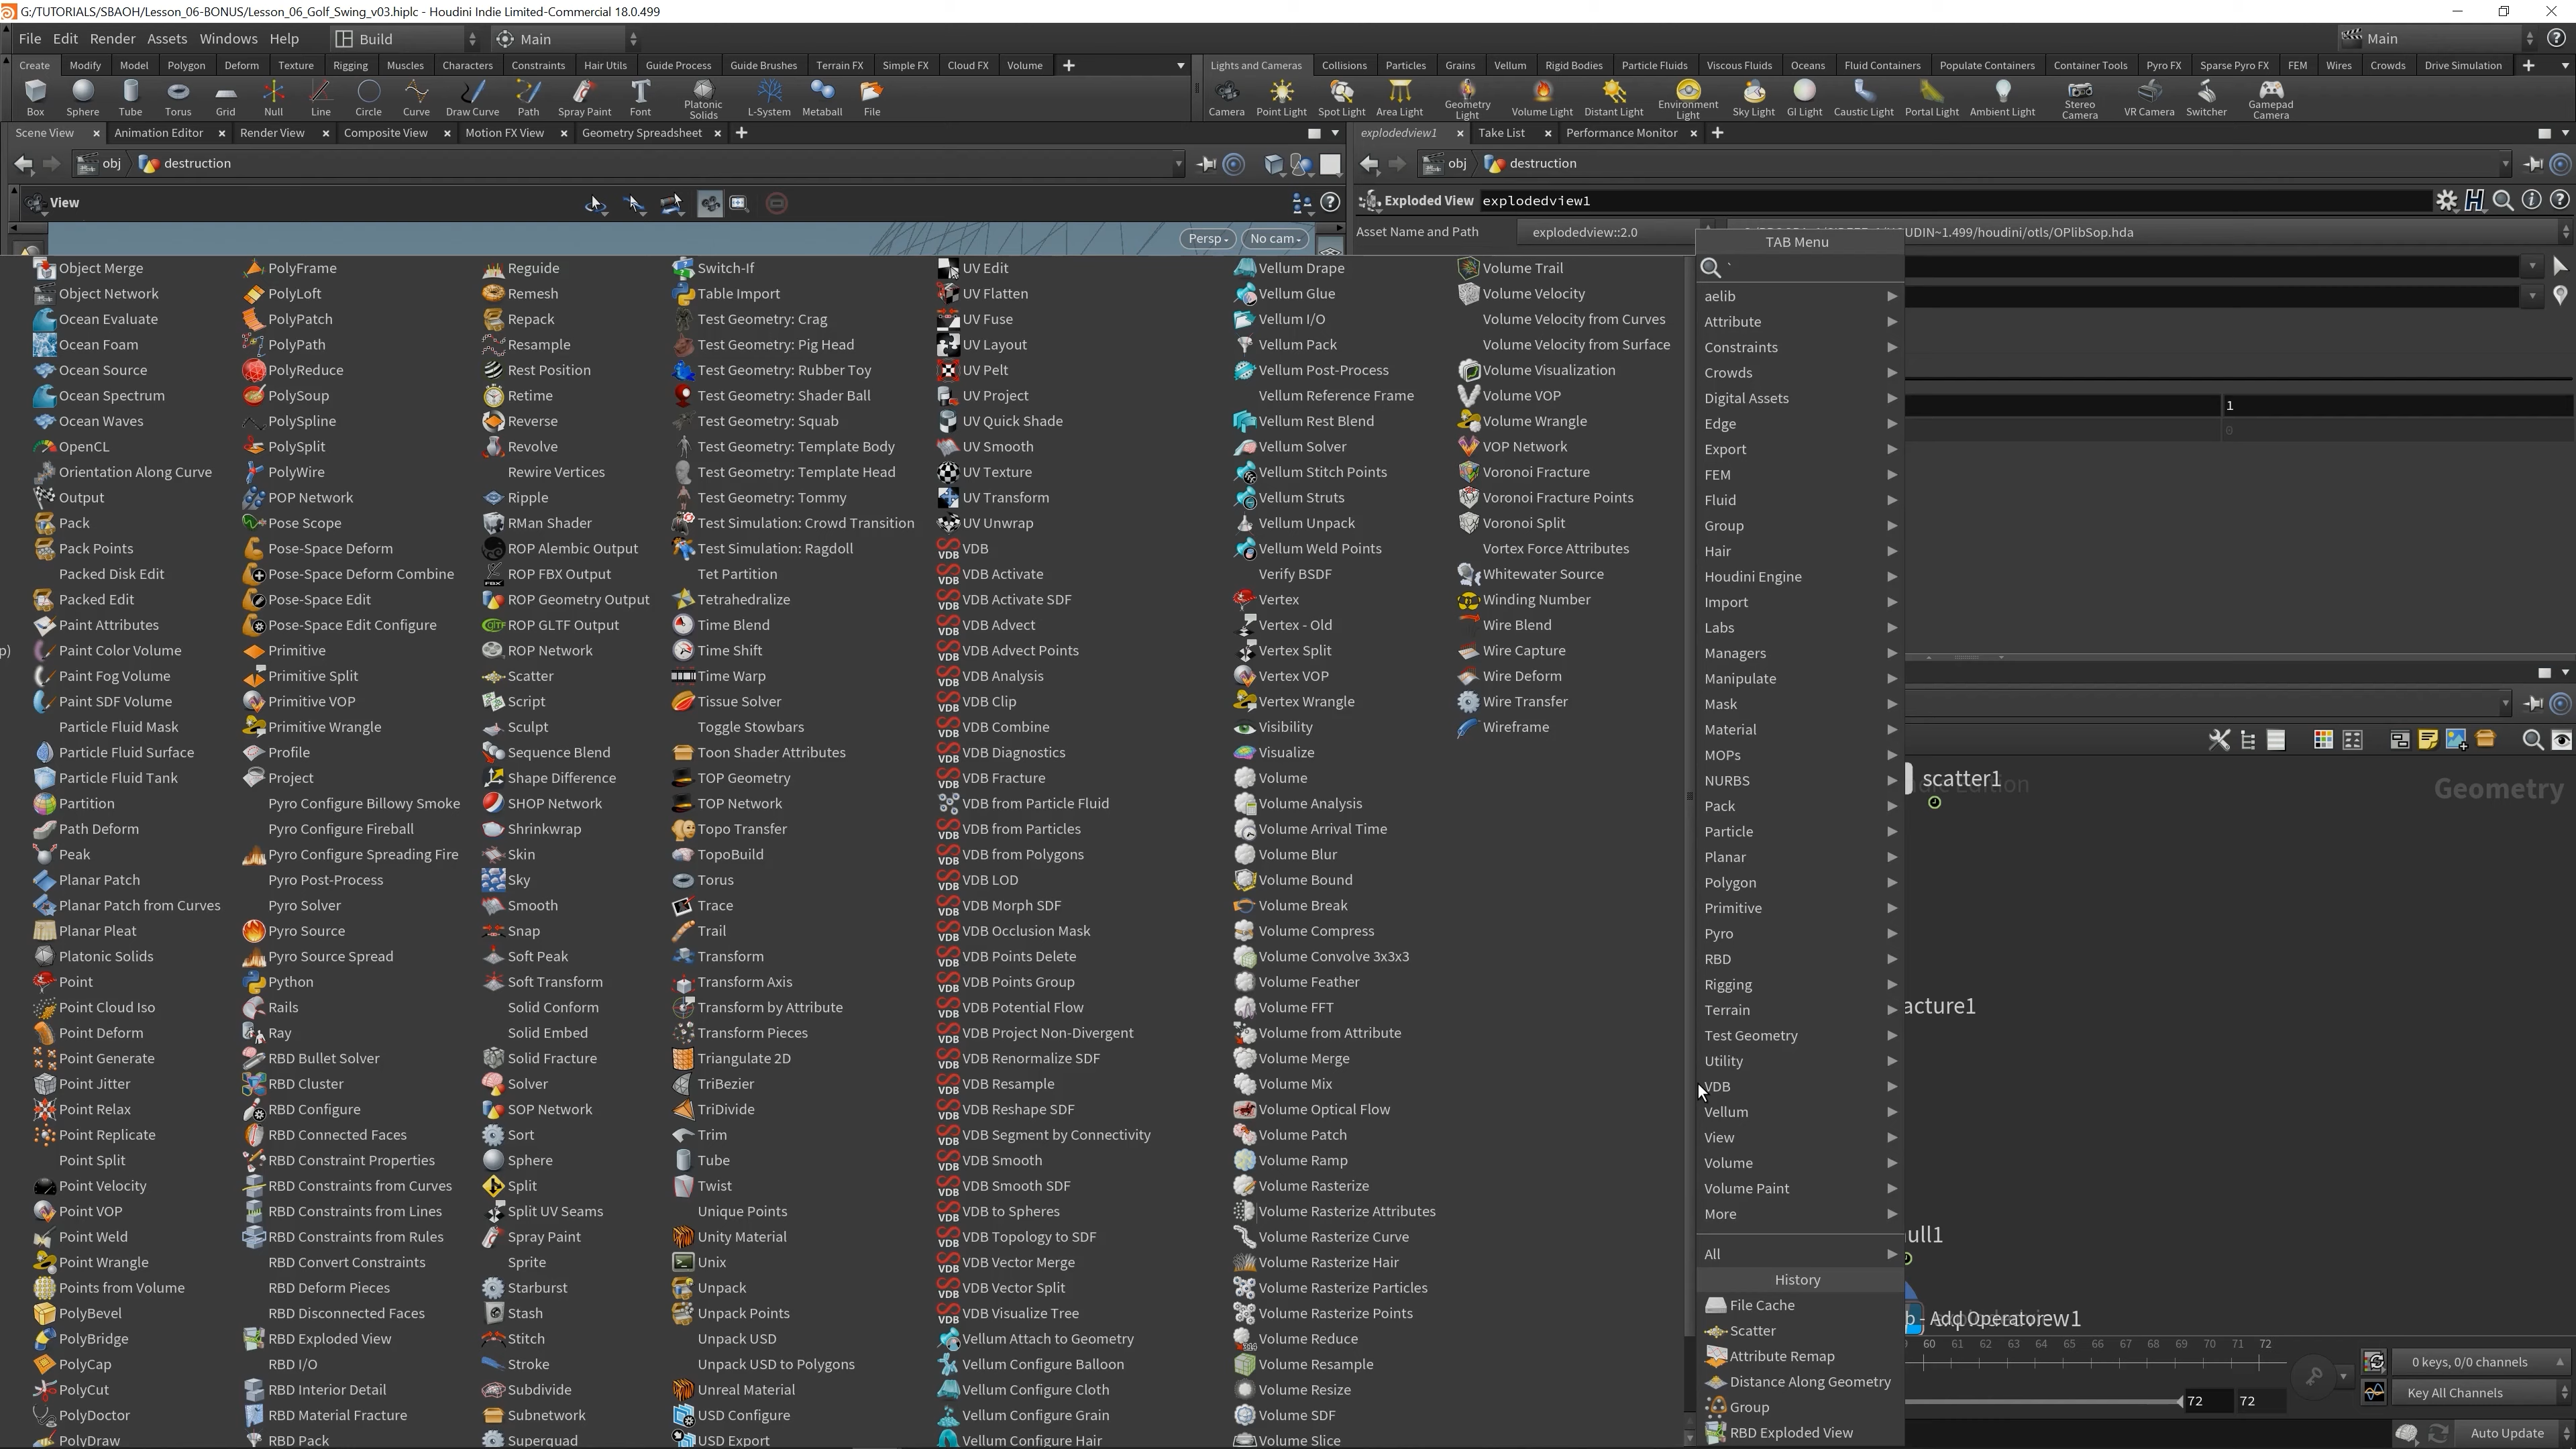 G:/TUTORIALS/SBAOH/Lesson_06-BONUS/Lesson_06_Golf_Swing_v03.hiplc - Houdini Indie Limited-Commercial 18.0.499
File Edit Render Assets Windows Help Build Main Main
Create Modify Model Polygon Deform Texture Rigging Muscles Characters Constraints Hair Utils Guide Process Guide Brushes Terrain FX Simple FX Cloud FX Volume
Lights and Cameras Collisions Particles Grains Vellum Rigid Bodies Particle Fluids Viscous Fluids Oceans Fluid Containers Populate Containers Container Tools Pyro FX Sparse Pyro FX FEM Wires Crowds Drive Simulation
Box Sphere Tube Torus Grid Null Line Circle Curve Draw Curve Path Spray Paint Font Platonic Solids L-System Metaball File
Camera Point Light Spot Light Area Light Geometry Light Volume Light Distant Light Environment Light Sky Light GI Light Caustic Light Portal Light Ambient Light Stereo Camera VR Camera Switcher Gamepad Camera
Scene View Animation Editor Render View Composite View Motion FX View Geometry Spreadsheet
explodedview1 Take List Performance Monitor
obj destruction
obj destruction
View
Exploded View explodedview1
Persp No cam
Asset Name and Path explodedview::2.0
TAB Menu
`
Object Merge
Object Network
Ocean Evaluate
Ocean Foam
Ocean Source
Ocean Spectrum
Ocean Waves
OpenCL
Orientation Along Curve
Output
Pack
Pack Points
Packed Disk Edit
Packed Edit
Paint Attributes
p)
Paint Color Volume
Paint Fog Volume
Paint SDF Volume
Particle Fluid Mask
Particle Fluid Surface
Particle Fluid Tank
Partition
Path Deform
Peak
Planar Patch
Planar Patch from Curves
Planar Pleat
Platonic Solids
Point
Point Cloud Iso
Point Deform
Point Generate
Point Jitter
Point Relax
Point Replicate
Point Split
Point Velocity
Point VOP
Point Weld
Point Wrangle
Points from Volume
PolyBevel
PolyBridge
PolyCap
PolyCut
PolyDoctor
PolyDraw
PolyFrame
PolyLoft
PolyPatch
PolyPath
PolyReduce
PolySoup
PolySpline
PolySplit
PolyWire
POP Network
Pose Scope
Pose-Space Deform
Pose-Space Deform Combine
Pose-Space Edit
Pose-Space Edit Configure
Primitive
Primitive Split
Primitive VOP
Primitive Wrangle
Profile
Project
Pyro Configure Billowy Smoke
Pyro Configure Fireball
Pyro Configure Spreading Fire
Pyro Post-Process
Pyro Solver
Pyro Source
Pyro Source Spread
Python
Rails
Ray
RBD Bullet Solver
RBD Cluster
RBD Configure
RBD Connected Faces
RBD Constraint Properties
RBD Constraints from Curves
RBD Constraints from Lines
RBD Constraints from Rules
RBD Convert Constraints
RBD Deform Pieces
RBD Disconnected Faces
RBD Exploded View
RBD I/O
RBD Interior Detail
RBD Material Fracture
RBD Pack
Reguide
Remesh
Repack
Resample
Rest Position
Retime
Reverse
Revolve
Rewire Vertices
Ripple
RMan Shader
ROP Alembic Output
ROP FBX Output
ROP Geometry Output
ROP GLTF Output
ROP Network
Scatter
Script
Sculpt
Sequence Blend
Shape Difference
SHOP Network
Shrinkwrap
Skin
Sky
Smooth
Snap
Soft Peak
Soft Transform
Solid Conform
Solid Embed
Solid Fracture
Solver
SOP Network
Sort
Sphere
Split
Split UV Seams
Spray Paint
Sprite
Starburst
Stash
Stitch
Stroke
Subdivide
Subnetwork
Superquad
Switch-If
Table Import
Test Geometry: Crag
Test Geometry: Pig Head
Test Geometry: Rubber Toy
Test Geometry: Shader Ball
Test Geometry: Squab
Test Geometry: Template Body
Test Geometry: Template Head
Test Geometry: Tommy
Test Simulation: Crowd Transition
Test Simulation: Ragdoll
Tet Partition
Tetrahedralize
Time Blend
Time Shift
Time Warp
Tissue Solver
Toggle Stowbars
Toon Shader Attributes
TOP Geometry
TOP Network
Topo Transfer
TopoBuild
Torus
Trace
Trail
Transform
Transform Axis
Transform by Attribute
Transform Pieces
Triangulate 2D
TriBezier
TriDivide
Trim
Tube
Twist
Unique Points
Unity Material
Unix
Unpack
Unpack Points
Unpack USD
Unpack USD to Polygons
Unreal Material
USD Configure
USD Export
UV Edit
UV Flatten
UV Fuse
UV Layout
UV Pelt
UV Project
UV Quick Shade
UV Smooth
UV Texture
UV Transform
UV Unwrap
VDB
VDB Activate
VDB Activate SDF
VDB Advect
VDB Advect Points
VDB Analysis
VDB Clip
VDB Combine
VDB Diagnostics
VDB Fracture
VDB from Particle Fluid
VDB from Particles
VDB from Polygons
VDB LOD
VDB Morph SDF
VDB Occlusion Mask
VDB Points Delete
VDB Points Group
VDB Potential Flow
VDB Project Non-Divergent
VDB Renormalize SDF
VDB Resample
VDB Reshape SDF
VDB Segment by Connectivity
VDB Smooth
VDB Smooth SDF
VDB to Spheres
VDB Topology to SDF
VDB Vector Merge
VDB Vector Split
VDB Visualize Tree
Vellum Attach to Geometry
Vellum Configure Balloon
Vellum Configure Cloth
Vellum Configure Grain
Vellum Configure Hair
Vellum Drape
Vellum Glue
Vellum I/O
Vellum Pack
Vellum Post-Process
Vellum Reference Frame
Vellum Rest Blend
Vellum Solver
Vellum Stitch Points
Vellum Struts
Vellum Unpack
Vellum Weld Points
Verify BSDF
Vertex
Vertex - Old
Vertex Split
Vertex VOP
Vertex Wrangle
Visibility
Visualize
Volume
Volume Analysis
Volume Arrival Time
Volume Blur
Volume Bound
Volume Break
Volume Compress
Volume Convolve 3x3x3
Volume Feather
Volume FFT
Volume from Attribute
Volume Merge
Volume Mix
Volume Optical Flow
Volume Patch
Volume Ramp
Volume Rasterize
Volume Rasterize Attributes
Volume Rasterize Curve
Volume Rasterize Hair
Volume Rasterize Particles
Volume Rasterize Points
Volume Reduce
Volume Resample
Volume Resize
Volume SDF
Volume Slice
Volume Trail
Volume Velocity
Volume Velocity from Curves
Volume Velocity from Surface
Volume Visualization
Volume VOP
Volume Wrangle
VOP Network
Voronoi Fracture
Voronoi Fracture Points
Voronoi Split
Vortex Force Attributes
Whitewater Source
Winding Number
Wire Blend
Wire Capture
Wire Deform
Wire Transfer
Wireframe
aelib
Attribute
Constraints
Crowds
Digital Assets
Edge
Export
FEM
Fluid
Group
Hair
Houdini Engine
Import
Labs
Managers
Manipulate
Mask
Material
MOPs
NURBS
Pack
Particle
Planar
Polygon
Primitive
Pyro
RBD
Rigging
Terrain
Test Geometry
Utility
VDB
Vellum
View
Volume
Volume Paint
More
All
History
File Cache
Scatter
Attribute Remap
Distance Along Geometry
Group
RBD Exploded View
1
0
scatter1
Geometry
acture1
ull1
b - Add Operator
60 61 62 63 64 65 66 67 68 69 70 71 72
0 keys, 0/0 channels
72 72
Key All Channels
Auto Update